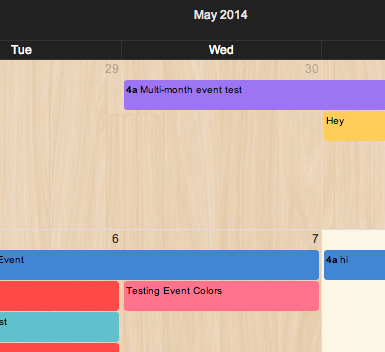 May 2014
Tue Wed
29 30
4a Multi-month event test
Hey
6 7
Event 4a hi
Testing Event Colors
st